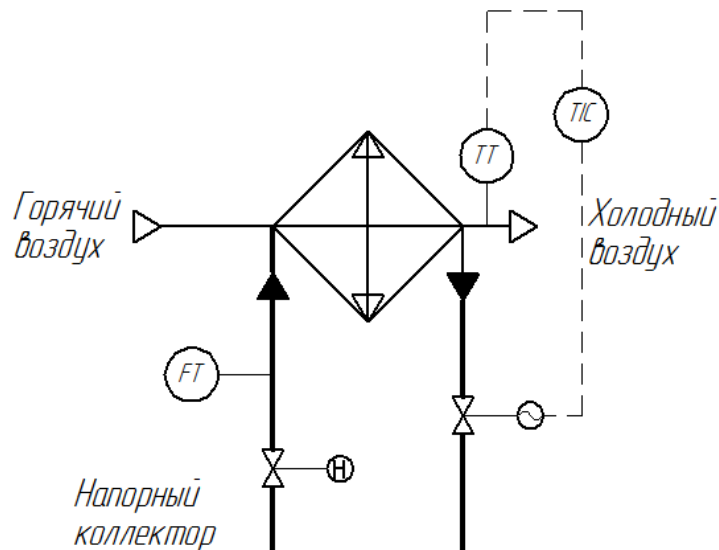 TIC
TT
Горячий
воздух
Холодный
воздух
FT
H
Напорный
коллектор